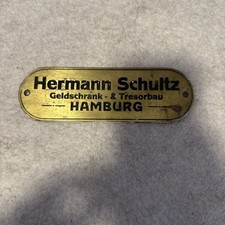 Hermann Schultz
Geldschrank - & Tresorbau
HAMBURG